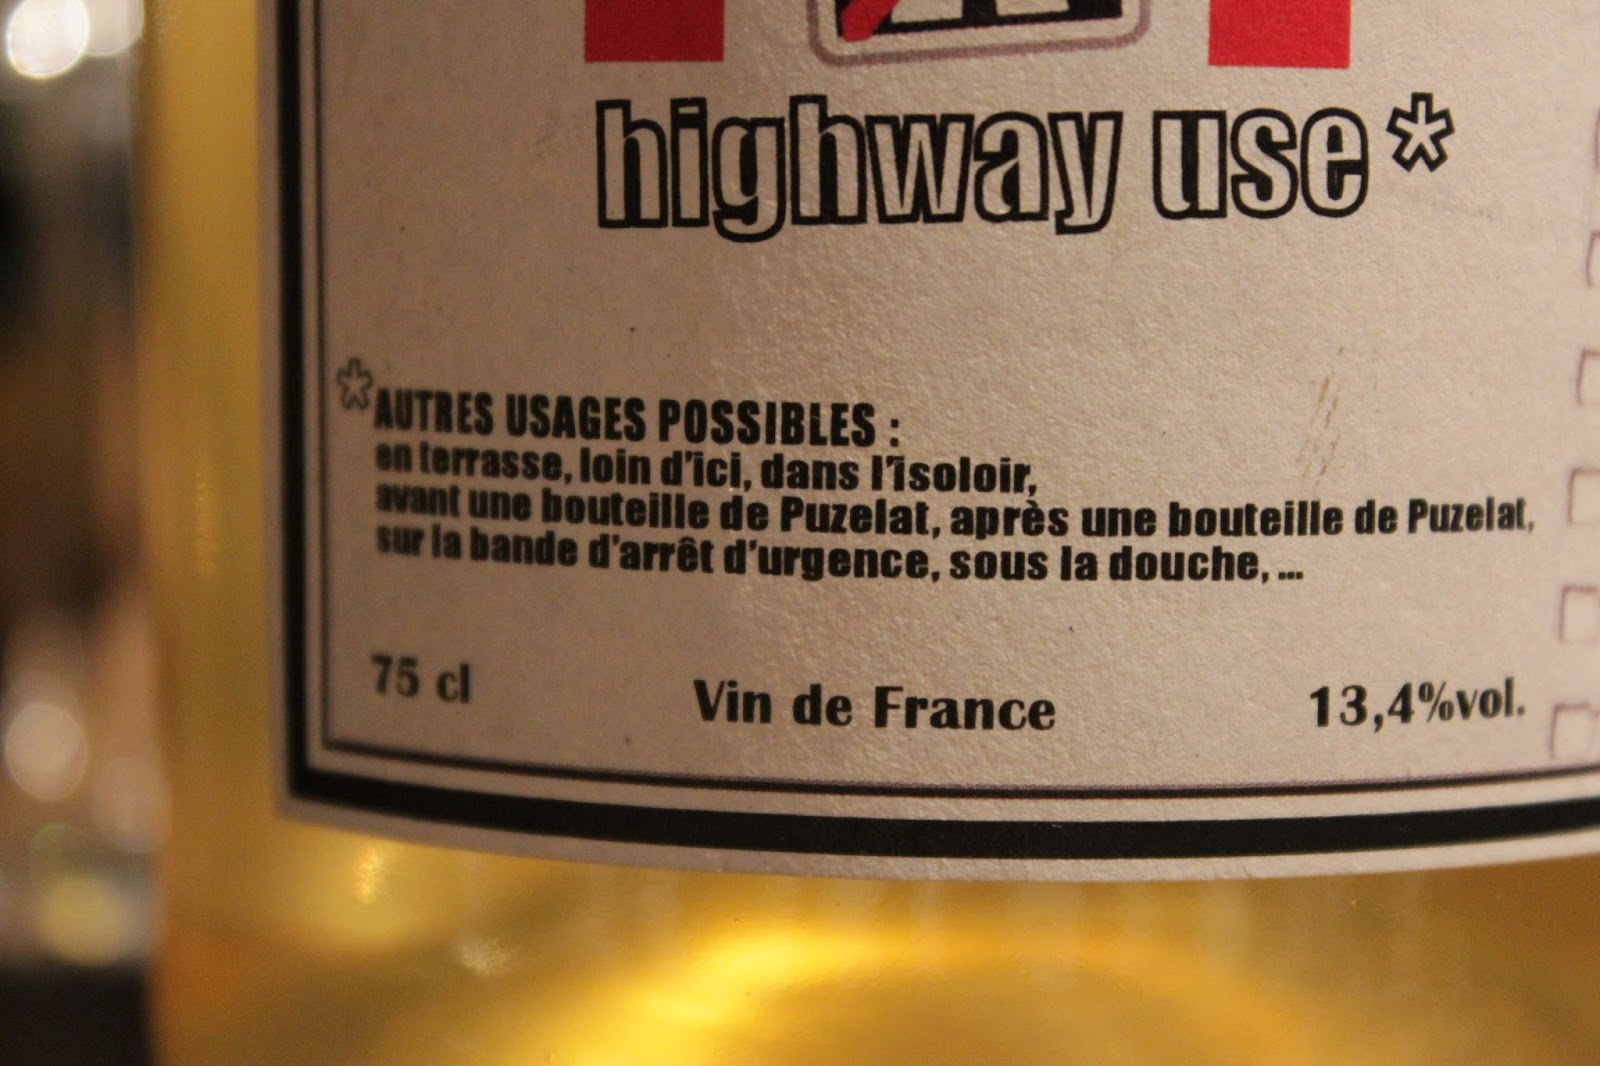 highway use*
*AUTRES USAGES POSSIBLES :
en terrasse, loin d'ici, dans l'isoloir,
avant une bouteille de Puzelat, après une bouteille de Puzelat,
sur la bande d'arrêt d'urgence, sous la douche, ...
75 cl Vin de France 13,4%vol.